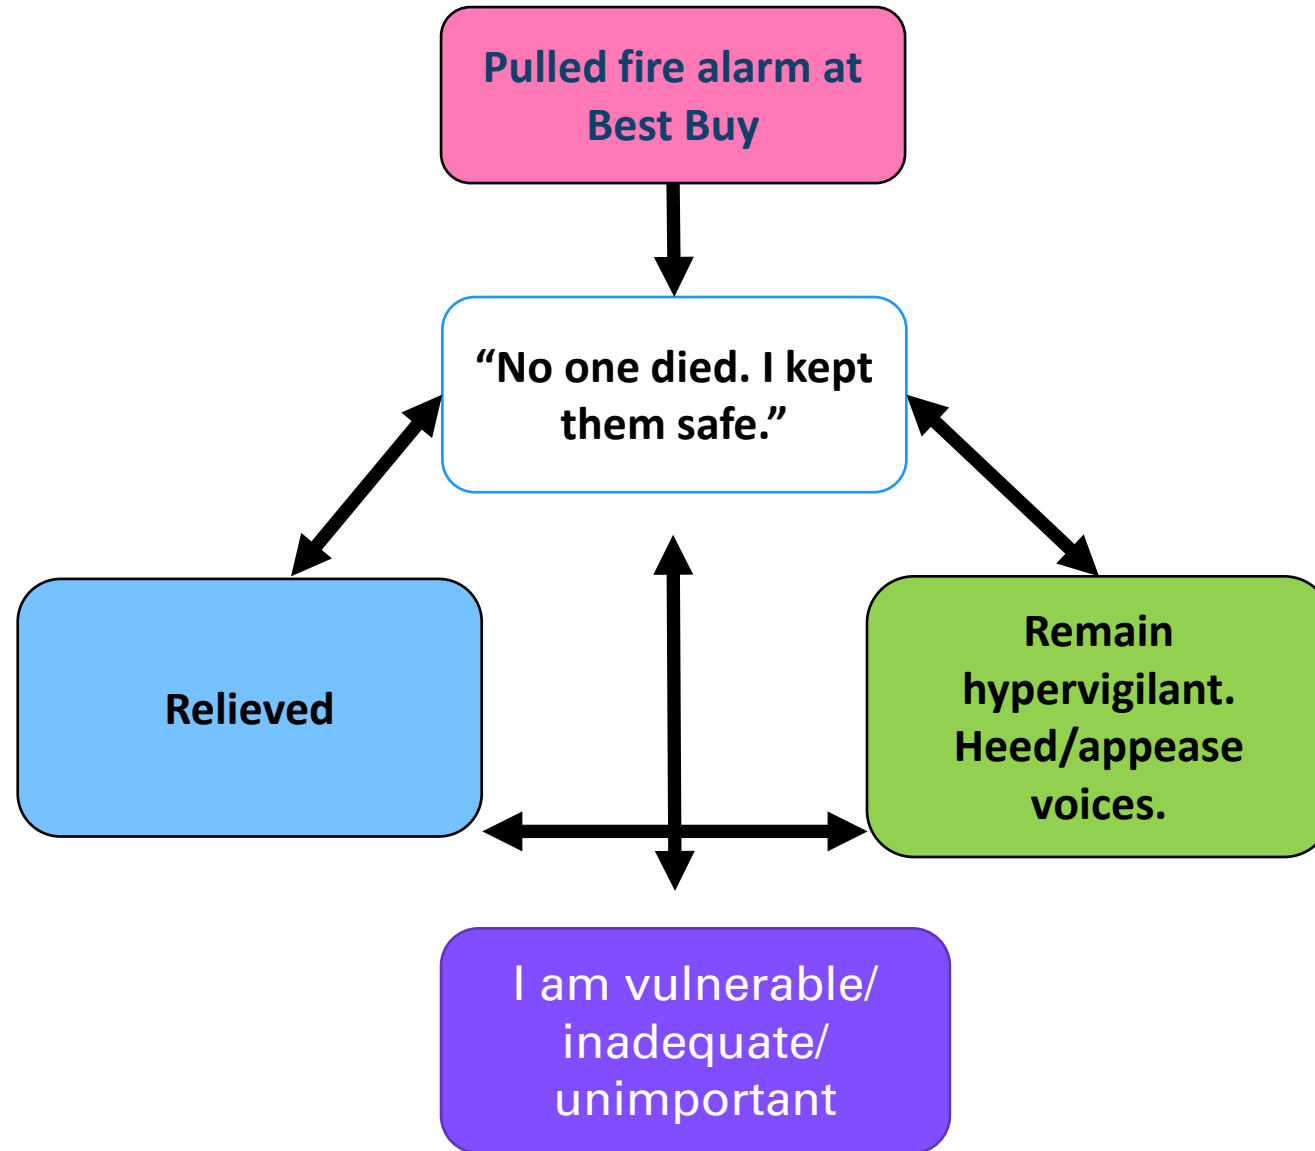 Pulled fire alarm at
Best Buy
“No one died. I kept
them safe.”
Relieved
Remain
hypervigilant.
Heed/appease
voices.
I am vulnerable/
inadequate/
unimportant